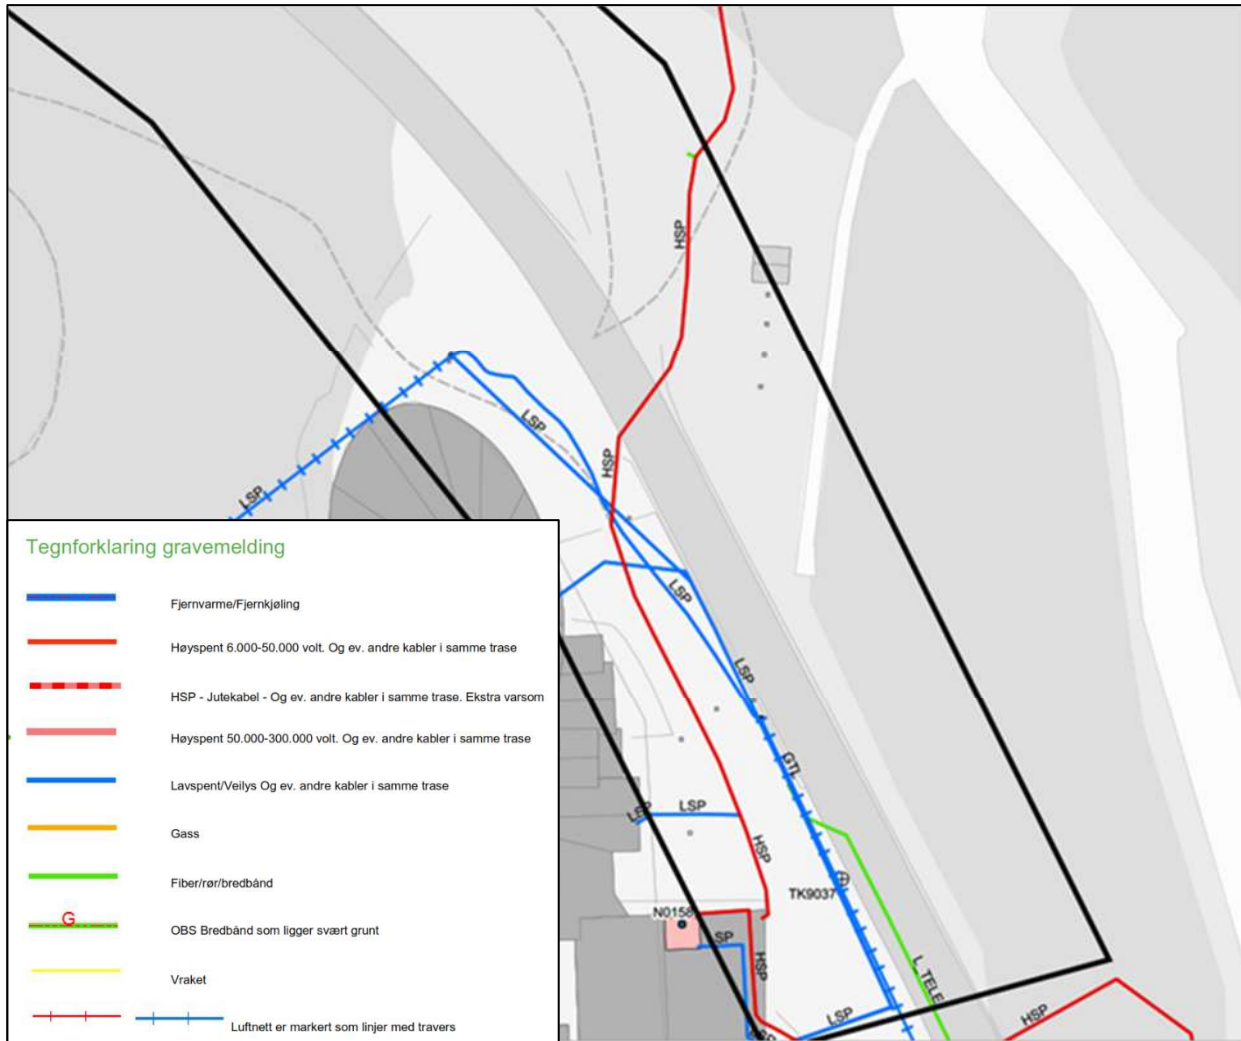 HSP
LSP
HSP
LSP
LSP
LSP
GTL
LSP
LSP
HSP
TK9037
N0158
SP
HSP
L_TELE
LSP
HSP
LSP
Tegnforklaring gravemelding
Fjernvarme/Fjernkjøling
Høyspent 6.000-50.000 volt. Og ev. andre kabler i samme trase
HSP - Jutekabel - Og ev. andre kabler i samme trase. Ekstra varsom
Høyspent 50.000-300.000 volt. Og ev. andre kabler i samme trase
Lavspent/Veilys Og ev. andre kabler i samme trase
Gass
Fiber/rør/bredbånd
G
OBS Bredbånd som ligger svært grunt
Vraket
Luftnett er markert som linjer med travers